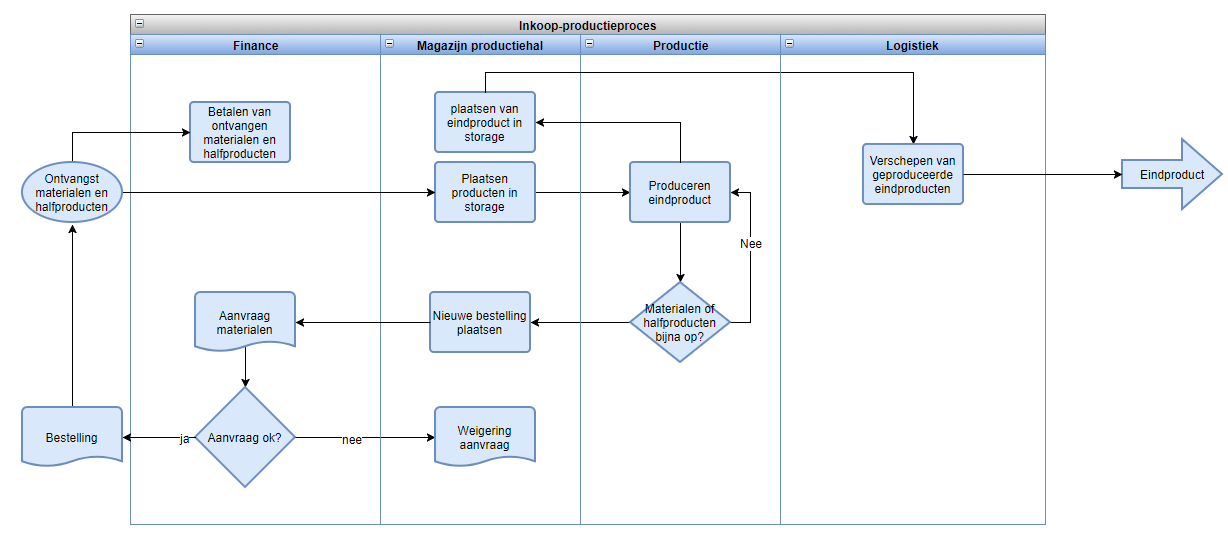 Inkoop-productieproces
Finance
Magazijn productiehal
Productie
Logistiek
Betalen van
ontvangen
materialen en
halfproducten
plaatsen van
eindproduct in
storage
Ontvangst
materialen en
halfproducten
Plaatsen
producten in
storage
Produceren
eindproduct
Verschepen van
geproduceerde
eindproducten
Eindproduct
Nee
Aanvraag
materialen
Nieuwe bestelling
plaatsen
Materialen of
halfproducten
bijna op?
Bestelling
ja
Aanvraag ok?
nee
Weigering
aanvraag